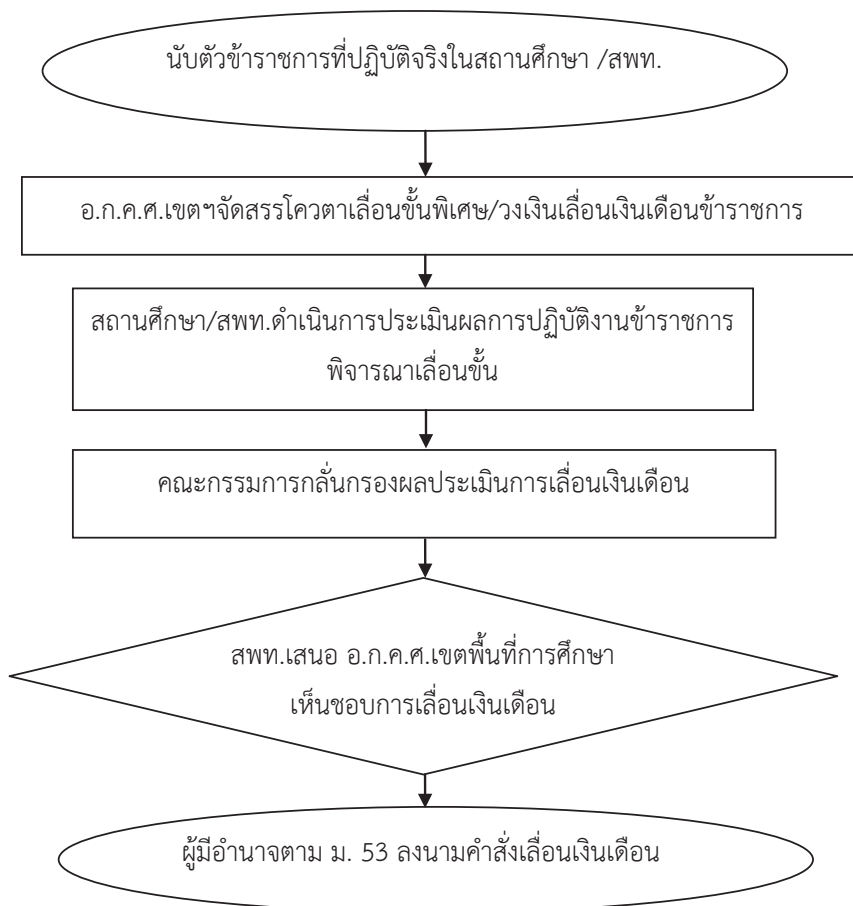 นับตัวข้าราชการที่ปฏิบัติจริงในสถานศึกษา /สพท.
อ.ก.ค.ศ.เขตฯจัดสรรโควตาเลื่อนขั้นพิเศษ/วงเงินเลื่อนเงินเดือนข้าราชการ
สถานศึกษา/สพท.ดำเนินการประเมินผลการปฏิบัติงานข้าราชการ
พิจารณาเลื่อนขั้น
คณะกรรมการกลั่นกรองผลประเมินการเลื่อนเงินเดือน
สพท.เสนอ อ.ก.ค.ศ.เขตพื้นที่การศึกษา
เห็นชอบการเลื่อนเงินเดือน
ผู้มีอำนาจตาม ม. 53 ลงนามคำสั่งเลื่อนเงินเดือน